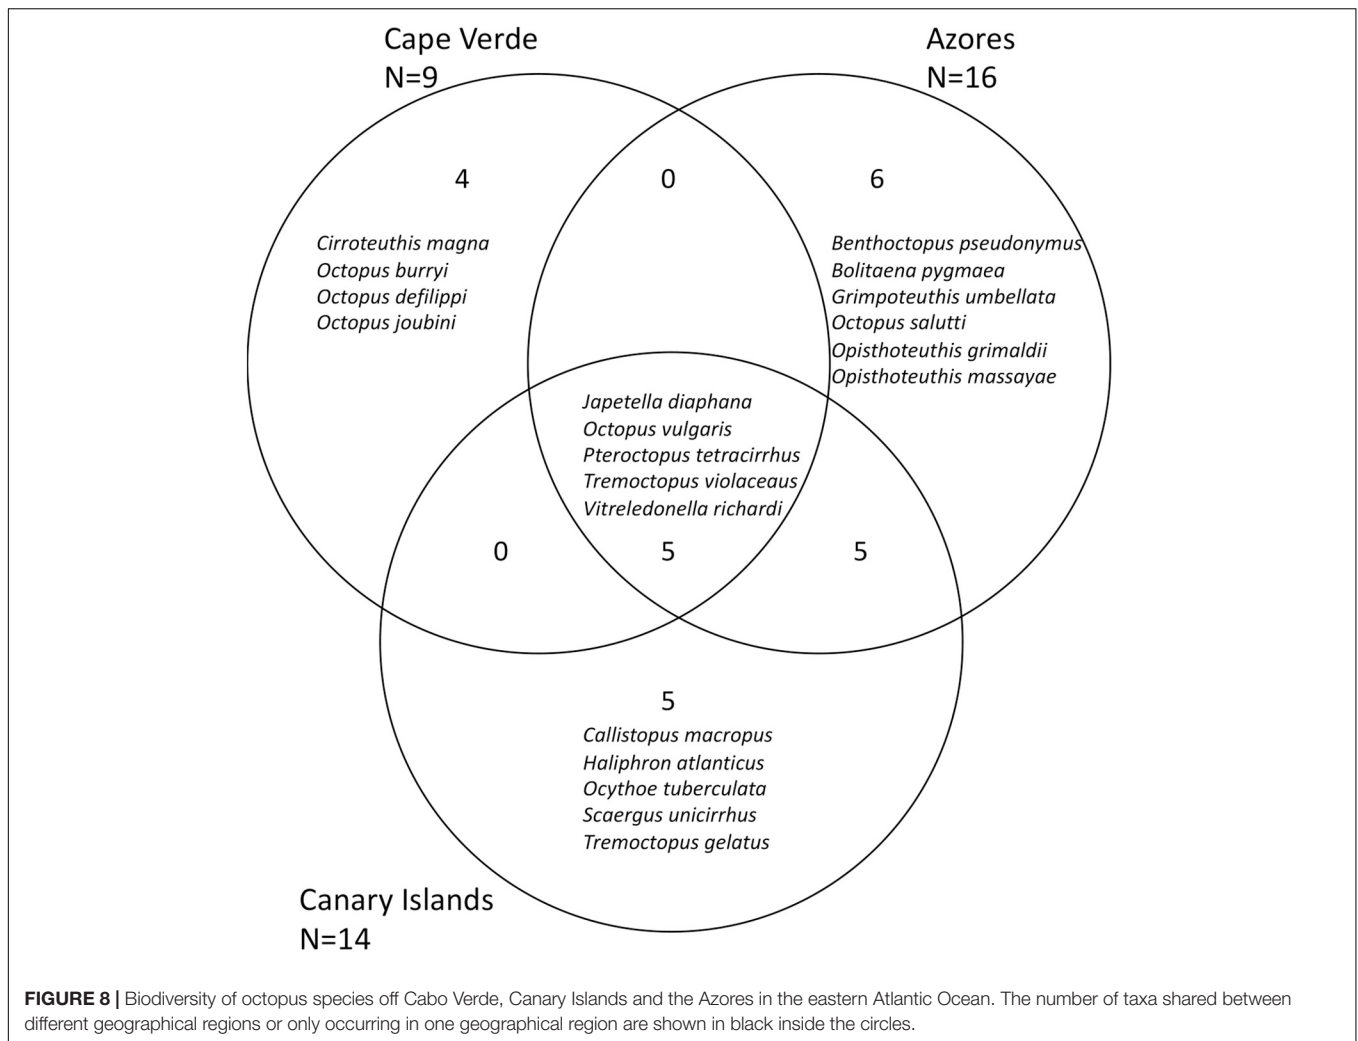 Cape Verde
N=9
Azores
N=16
4
0
6
Cirroteuthis magna
Octopus burryi
Octopus defilippi
Octopus joubini
Benthoctopus pseudonymus
Bolitaena pygmaea
Grimpoteuthis umbellata
Octopus salutti
Opisthoteuthis grimaldii
Opisthoteuthis massayae
Japetella diaphana
Octopus vulgaris
Pteroctopus tetracirrhus
Tremoctopus violaceaus
Vitreledonella richardi
0
5
5
5
Callistopus macropus
Haliphron atlanticus
Ocythoe tuberculata
Scaergus unicirrhus
Tremoctopus gelatus
Canary Islands
N=14
FIGURE 8 | Biodiversity of octopus species off Cabo Verde, Canary Islands and the Azores in the eastern Atlantic Ocean. The number of taxa shared between
different geographical regions or only occurring in one geographical region are shown in black inside the circles.